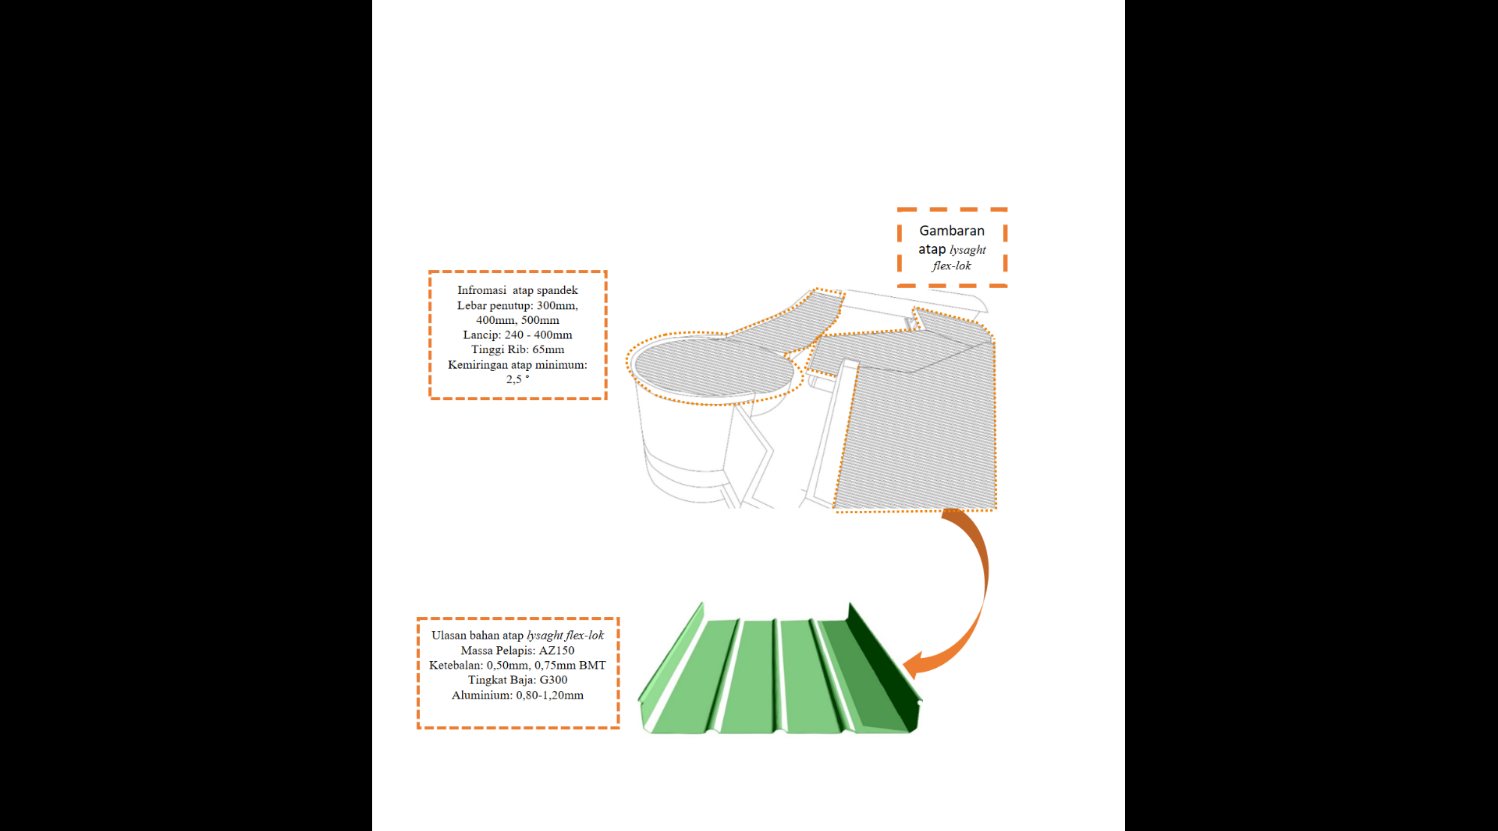 Gambaran
atap lysaght
flex-lok
Infromasi atap spandek
Lebar penutup: 300mm,
400mm, 500mm
Lancip: 240 - 400mm
Tinggi Rib: 65mm
Kemiringan atap minimum:
2,5 °
Ulasan bahan atap lysaght flex-lok
Massa Pelapis: AZ150
Ketebalan: 0,50mm, 0,75mm BMT
Tingkat Baja: G300
Aluminium: 0,80-1,20mm